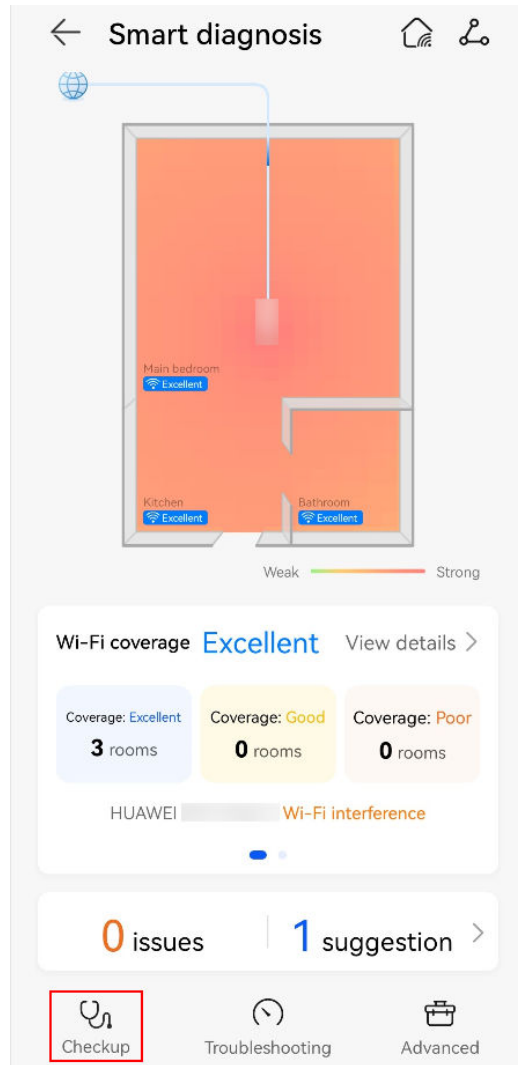 Smart diagnosis
Main bedroom
Excellent
Kitchen
Excellent
Bathroom
Excellent
Weak Strong
Wi-Fi coverage Excellent View details >
Coverage: Excellent
3 rooms
Coverage: Good
0 rooms
Coverage: Poor
0 rooms
HUAWEI Wi-Fi interference
0 issues 1 suggestion >
Checkup Troubleshooting Advanced